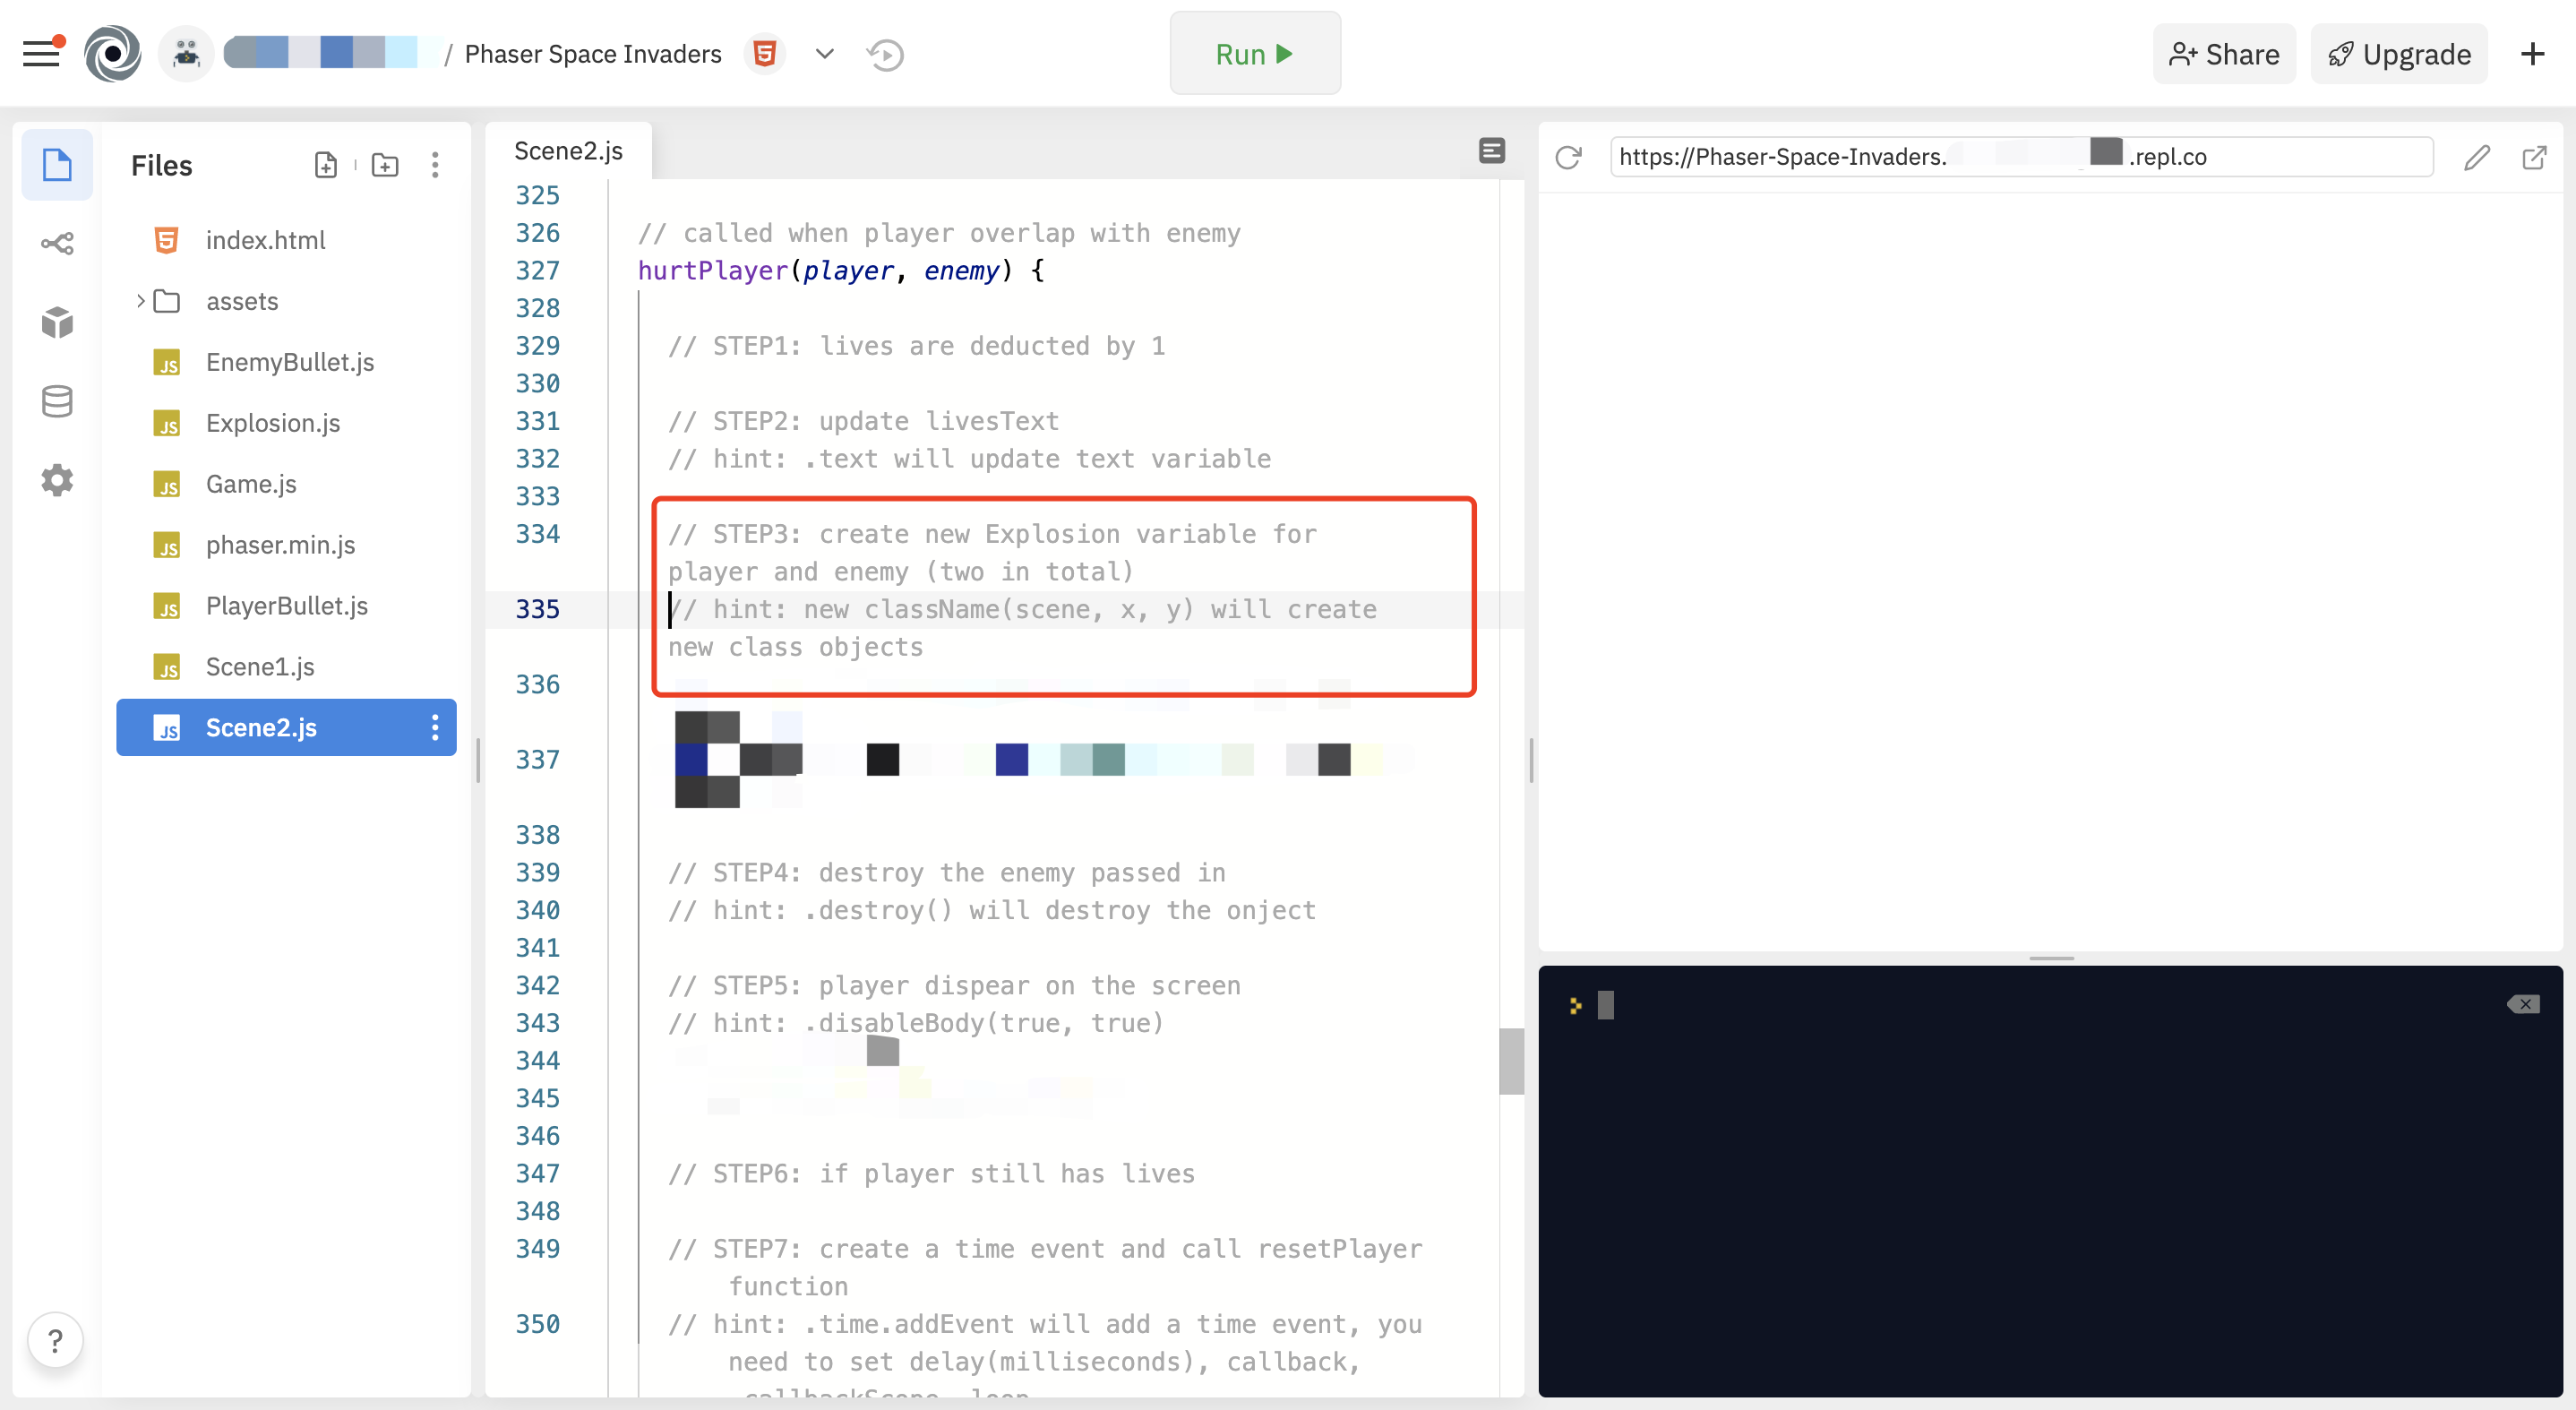 / Phaser Space Invaders
Run
Share
Upgrade
Files
index.html
assets
EnemyBullet.js
Explosion.js
Game.js
phaser.min.js
PlayerBullet.js
Scene1.js
Scene2.js
?
Scene2.js
325
326 // called when player overlap with enemy
327 hurtPlayer(player, enemy) {
328
329 // STEP1: lives are deducted by 1
330
331 // STEP2: update livesText
332 // hint: .text will update text variable
333
334 // STEP3: create new Explosion variable for
player and enemy (two in total)
335 // hint: new className(scene, x, y) will create
new class objects
336
337
338
339 // STEP4: destroy the enemy passed in
340 // hint: .destroy() will destroy the onject
341
342 // STEP5: player dispear on the screen
343 // hint: .disableBody(true, true)
344
345
346
347 // STEP6: if player still has lives
348
349 // STEP7: create a time event and call resetPlayer
function
350 // hint: .time.addEvent will add a time event, you
need to set delay(milliseconds), callback,
callbackScope, loop
https://Phaser-Space-Invaders.
.repl.co